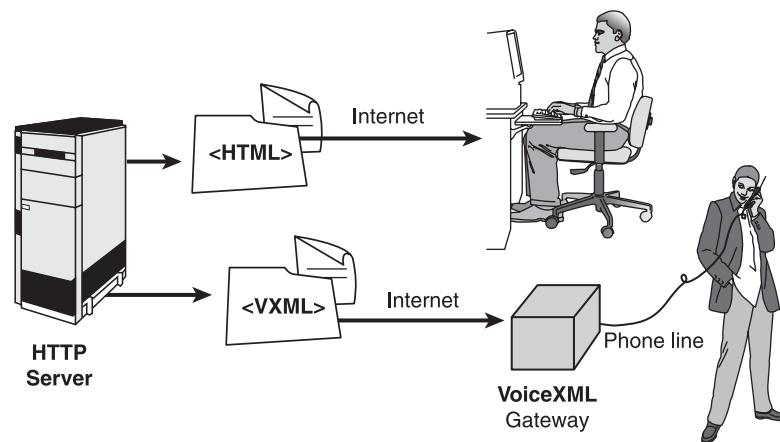 Internet
<HTML>
Internet
<VXML>
HTTP
Server
Phone line
VoiceXML
Gateway